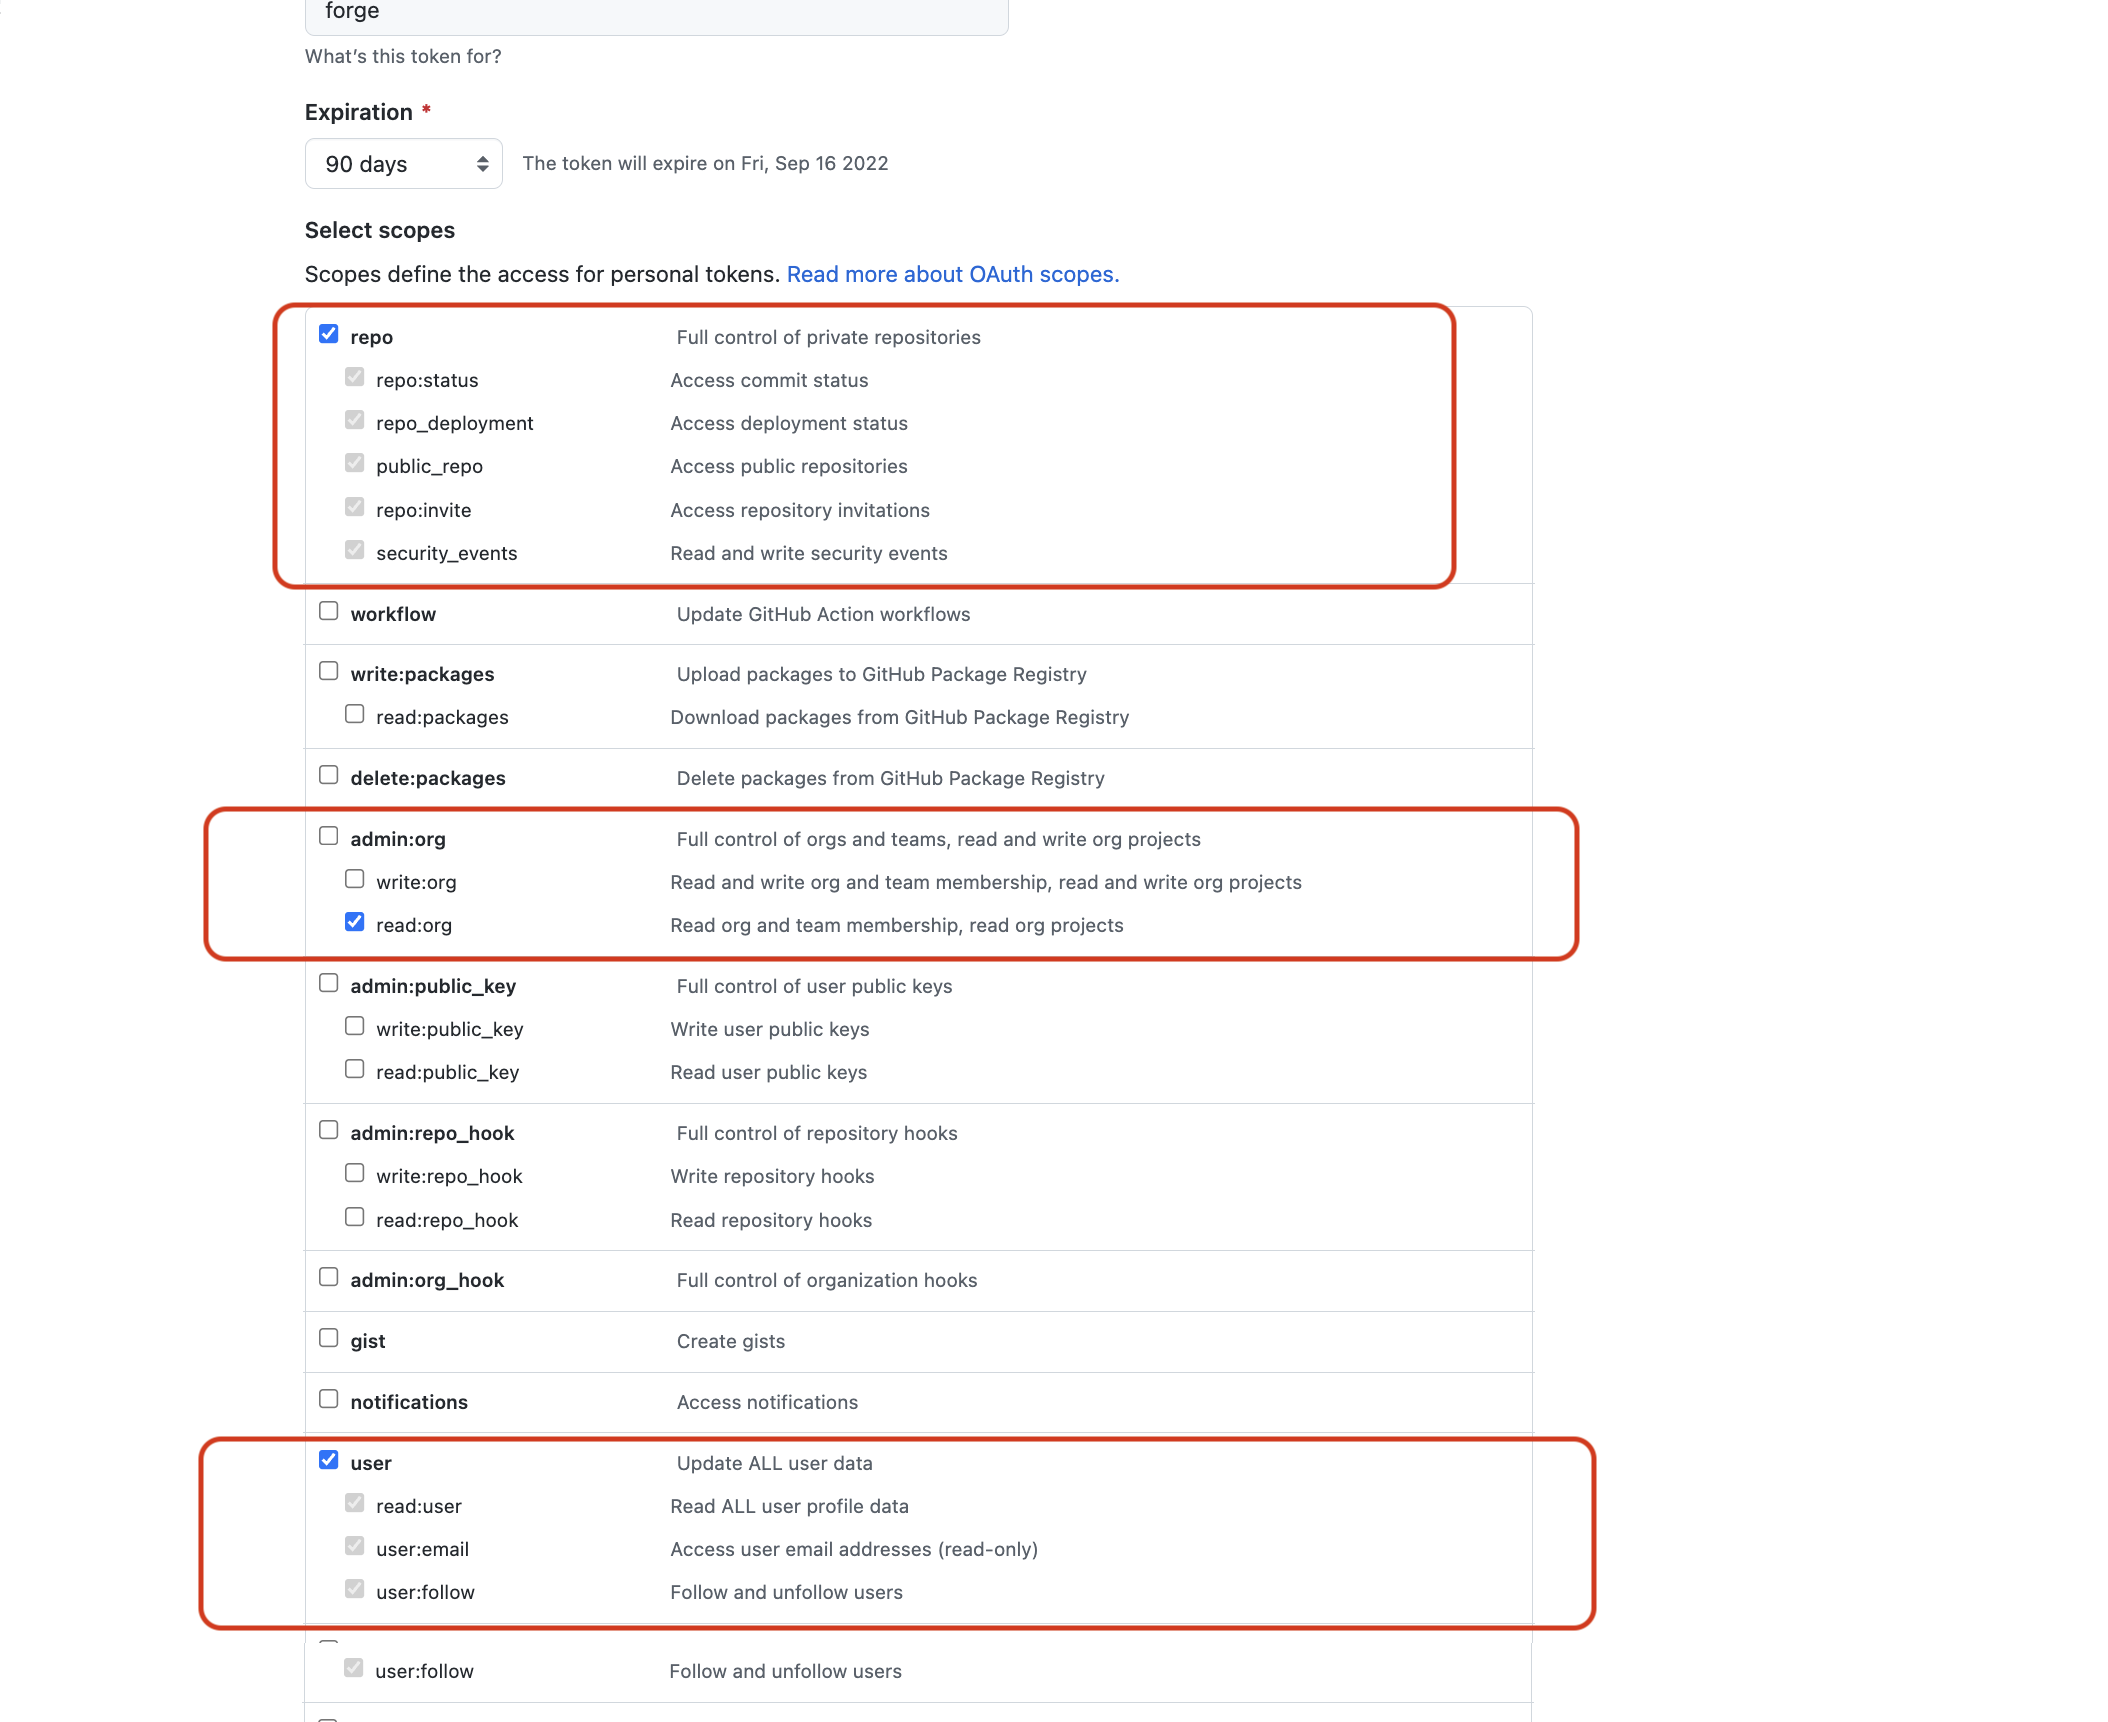 forge
What's this token for?
Expiration *
90 days The token will expire on Fri, Sep 16 2022
Select scopes
Scopes define the access for personal tokens. Read more about OAuth scopes.
repo Full control of private repositories
repo:status Access commit status
repo_deployment Access deployment status
public_repo Access public repositories
repo:invite Access repository invitations
security_events Read and write security events
workflow Update GitHub Action workflows
write:packages Upload packages to GitHub Package Registry
read:packages Download packages from GitHub Package Registry
delete:packages Delete packages from GitHub Package Registry
admin:org Full control of orgs and teams, read and write org projects
write:org Read and write org and team membership, read and write org projects
read:org Read org and team membership, read org projects
admin:public_key Full control of user public keys
write:public_key Write user public keys
read:public_key Read user public keys
admin:repo_hook Full control of repository hooks
write:repo_hook Write repository hooks
read:repo_hook Read repository hooks
admin:org_hook Full control of organization hooks
gist Create gists
notifications Access notifications
user Update ALL user data
read:user Read ALL user profile data
user:email Access user email addresses (read-only)
user:follow Follow and unfollow users
user:follow Follow and unfollow users